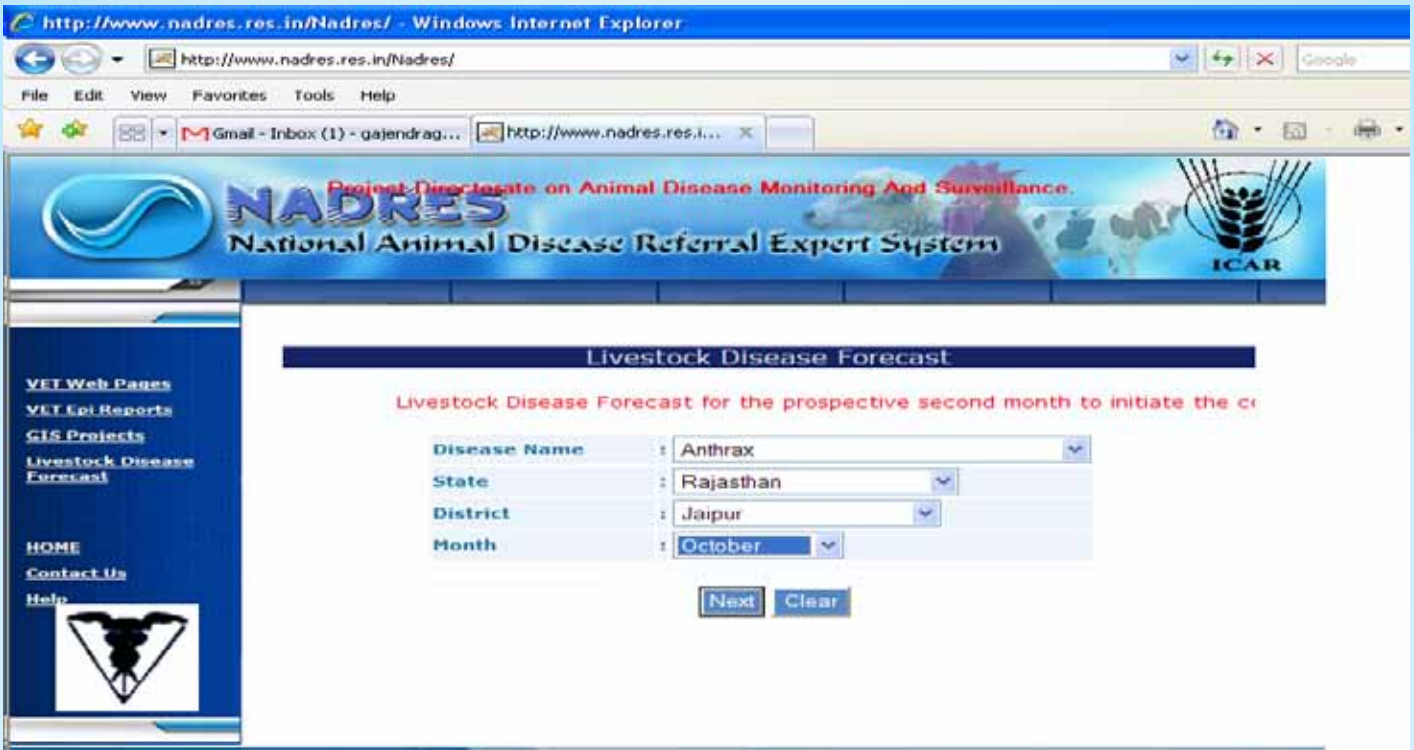 http://www.nadres.res.in/Nadres/ - Windows Internet Explorer
http://www.nadres.res.in/Nadres/
Google
File Edit View Favorites Tools Help
Gmail - Inbox (1) - gajendrag... http://www.nadres.res.i...
Project Directorate on Animal Disease Monitoring And Surveillance.
NADRES
National Animal Disease Referral Expert System
ICAR
Livestock Disease Forecast
Livestock Disease Forecast for the prospective second month to initiate the co
VET Web Pages
VET Epi Reports
GIS Projects
Livestock Disease
Forecast
HOME
Contact Us
Help
Disease Name : Anthrax
State : Rajasthan
District : Jaipur
Month : October
Next Clear